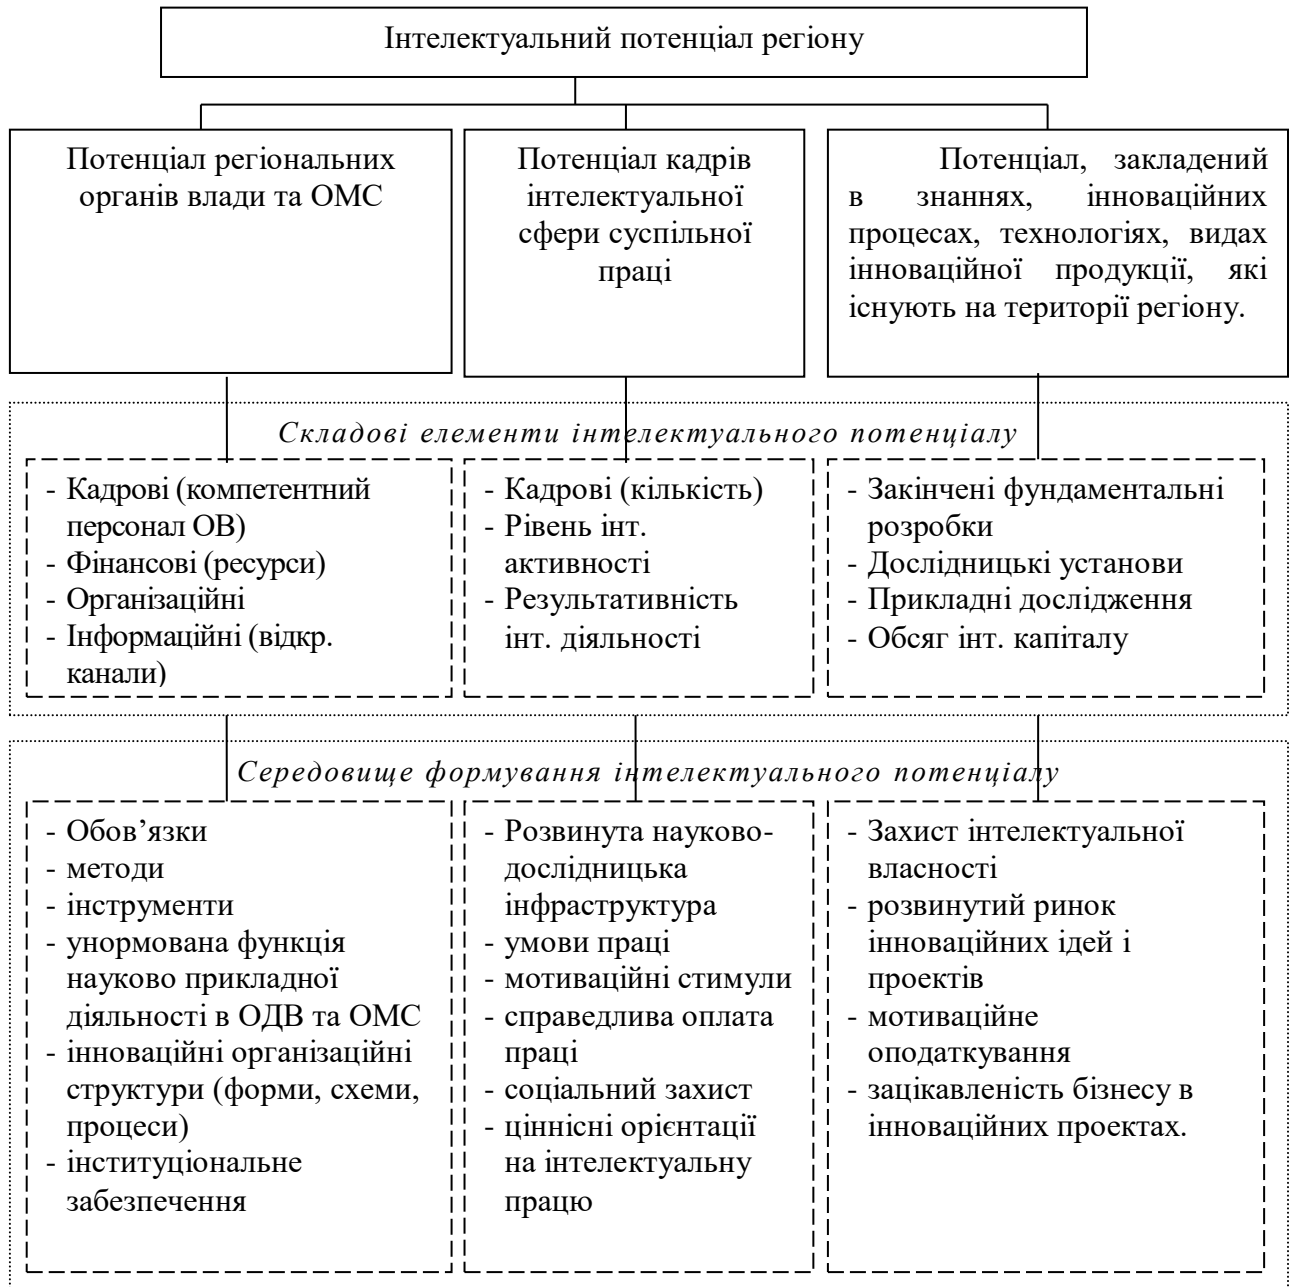 Інтелектуальний потенціал регіону
Потенціал регіональних
органів влади та ОМС
Потенціал кадрів
інтелектуальної
сфери суспільної
праці
Потенціал, закладений
в знаннях, інноваційних
процесах, технологіях, видах
інноваційної продукції, які
існують на території регіону.
Складові елементи інтелектуального потенціалу
- Кадрові (компетентний
персонал ОВ)
- Фінансові (ресурси)
- Організаційні
- Інформаційні (відкр.
канали)
- Кадрові (кількість)
- Рівень інт.
активності
- Результативність
інт. діяльності
- Закінчені фундаментальні
розробки
- Дослідницькі установи
- Прикладні дослідження
- Обсяг інт. капіталу
Середовище формування інтелектуального потенціалу
- Обов’язки
- методи
- інструменти
- унормована функція
науково прикладної
діяльності в ОДВ та ОМС
- інноваційні організаційні
структури (форми, схеми,
процеси)
- інституціональне
забезпечення
- Розвинута науково-
дослідницька
інфраструктура
- умови праці
- мотиваційні стимули
- справедлива оплата
праці
- соціальний захист
- ціннісні орієнтації
на інтелектуальну
працю
- Захист інтелектуальної
власності
- розвинутий ринок
інноваційних ідей і
проектів
- мотиваційне
оподаткування
- зацікавленість бізнесу в
інноваційних проектах.